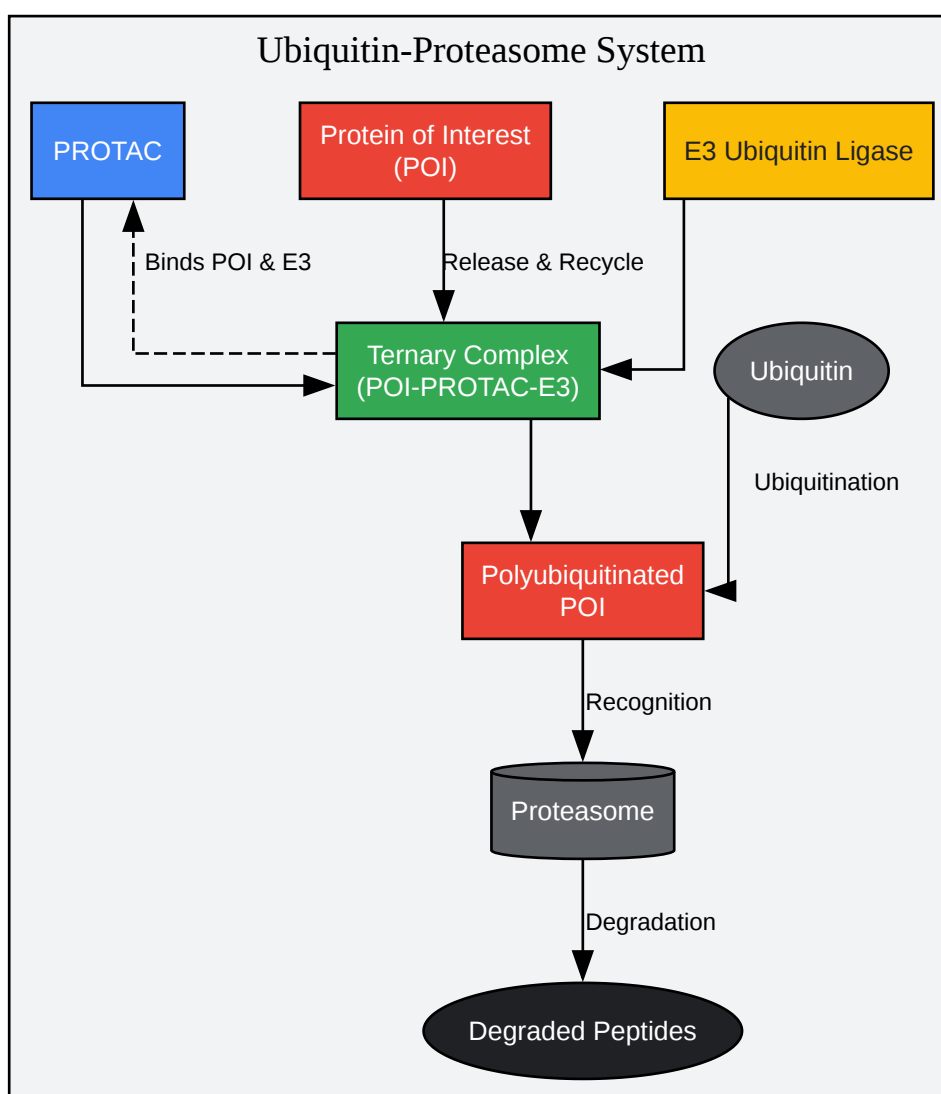 Ubiquitin-Proteasome System
PROTAC
Protein of Interest
(POI)
E3 Ubiquitin Ligase
Binds POI & E3
Release & Recycle
Ternary Complex
(POI-PROTAC-E3)
Ubiquitin
Ubiquitination
Polyubiquitinated
POI
Recognition
Proteasome
Degradation
Degraded Peptides